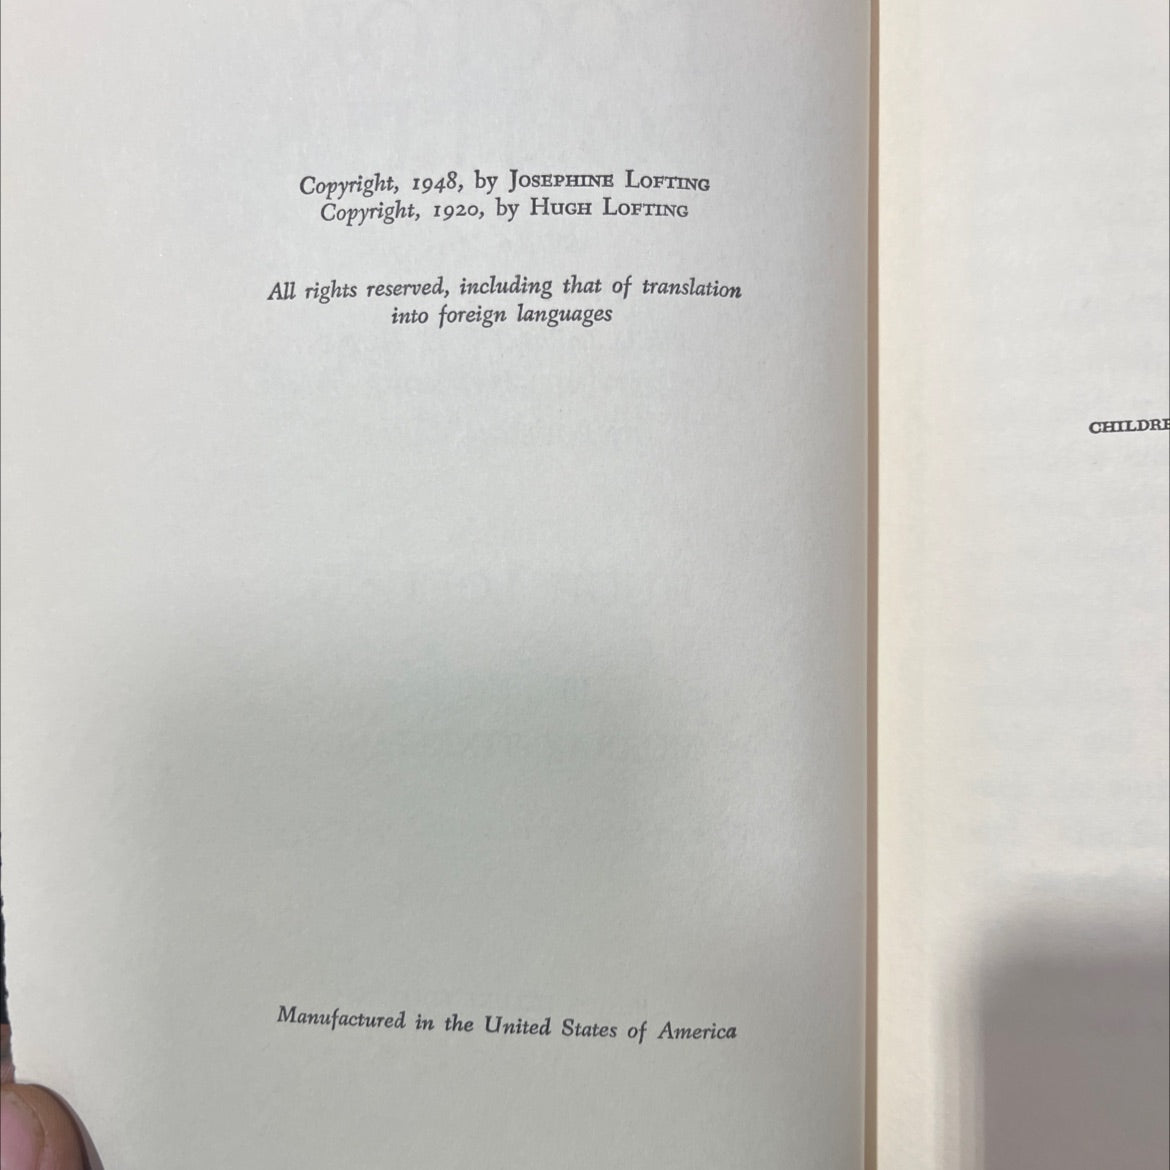 Copyright, 1948, by JOSEPHINE LOFTING
Copyright, 1920, by HUGH LOFTING
All rights reserved, including that of translation
into foreign languages
Manufactured in the United States of America